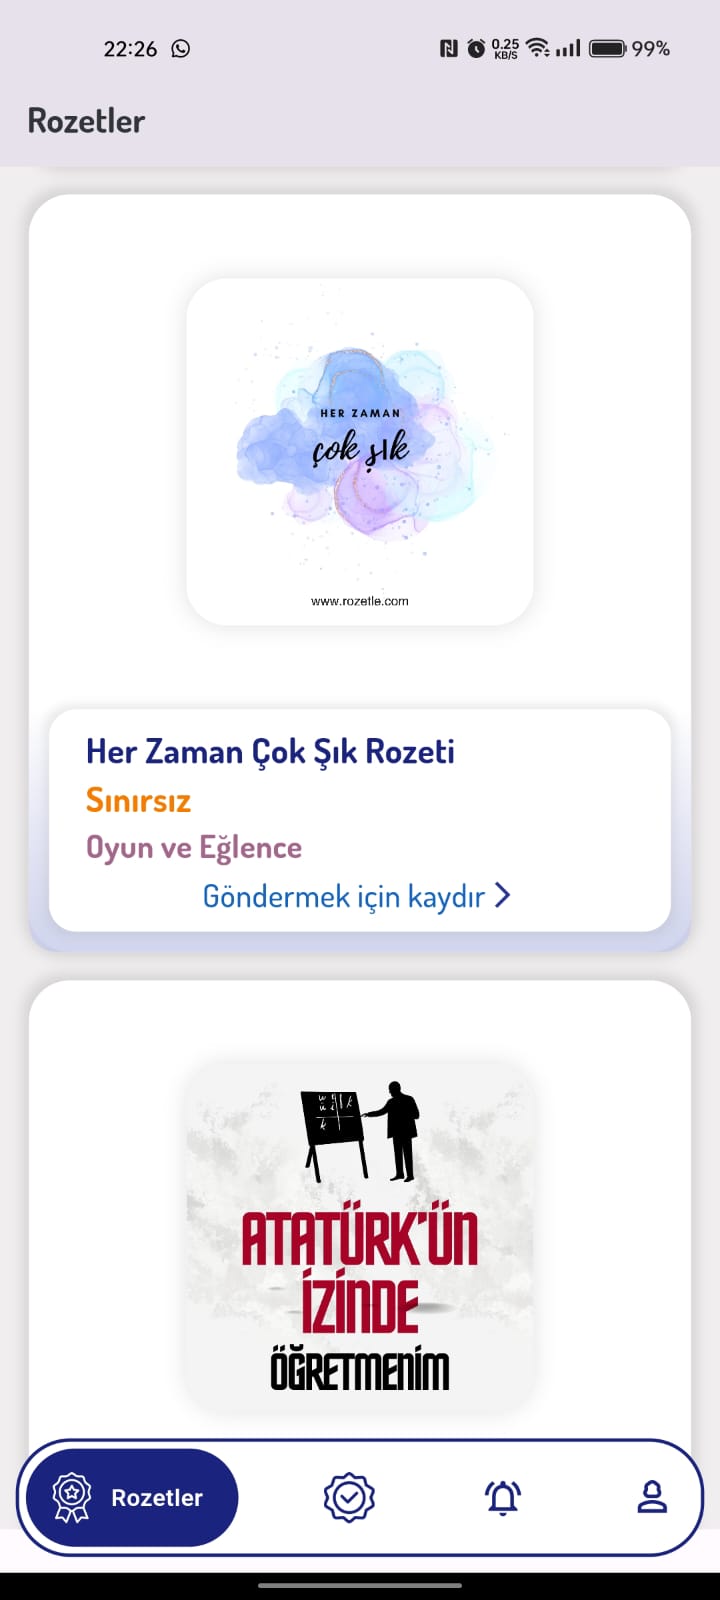 22:26
0.25
KB/S
99%
Rozetler
HER ZAMAN
çok şık
www.rozetle.com
Her Zaman Çok Şık Rozeti
Sınırsız
Oyun ve Eğlence
Göndermek için kaydır
ATATÜRK'ÜN
İZİNDE
ÖĞRETMENİM
Rozetler